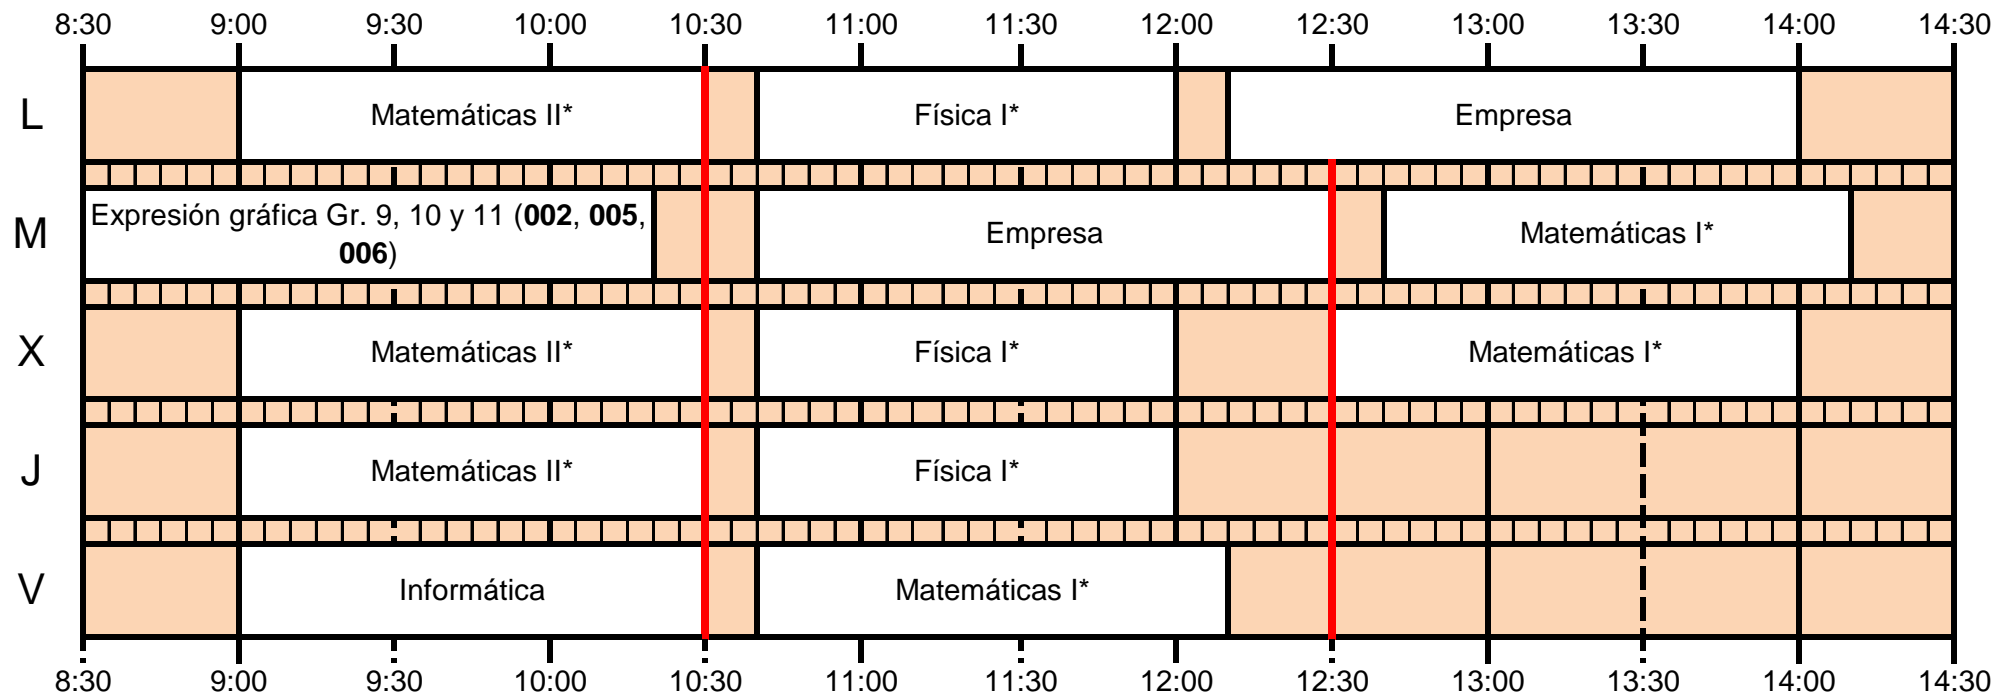 8:30 9:00 9:30 10:00 10:30 11:00 11:30 12:00 12:30 13:00 13:30 14:00 14:30
L Matemáticas II* Física I* Empresa
M Expresión gráfica Gr. 9, 10 y 11 (002, 005,
006) Empresa Matemáticas I*
X Matemáticas II* Física I* Matemáticas I*
J Matemáticas II* Física I*
V Informática Matemáticas I*
8:30 9:00 9:30 10:00 10:30 11:00 11:30 12:00 12:30 13:00 13:30 14:00 14:30